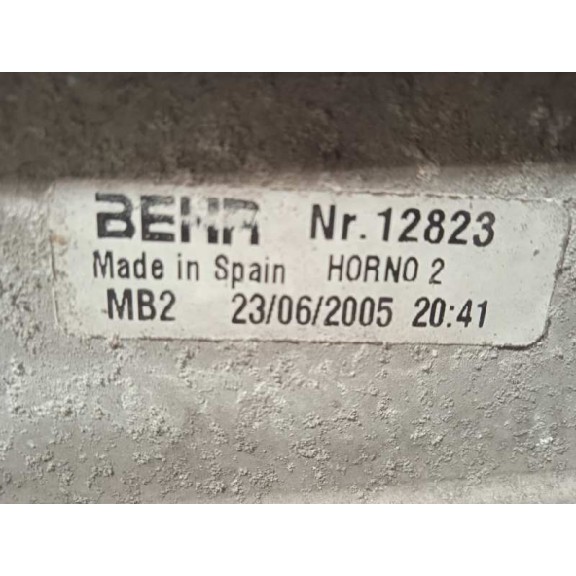 BEHR Nr.12823
Made in Spain HORNO 2
MB2 23/06/2005 20:41